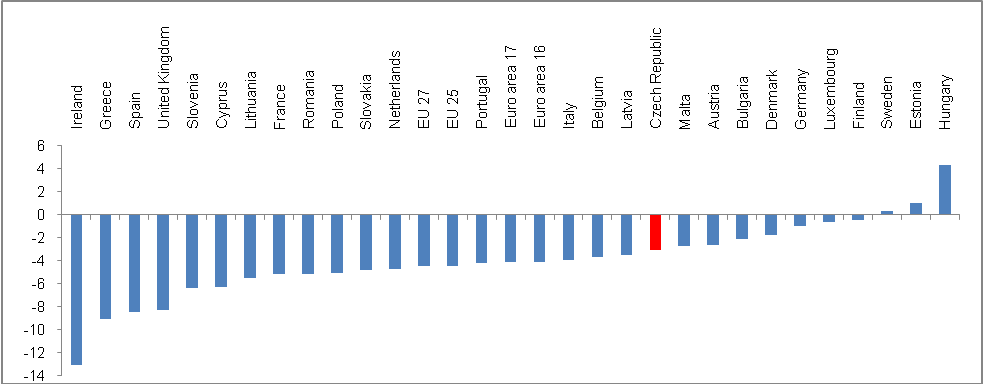 Ireland
Greece
Spain
United Kingdom
Slovenia
Cyprus
Lithuania
France
Romania
Poland
Slovakia
Netherlands
EU 27
EU 25
Portugal
Euro area 17
Euro area 16
Italy
Belgium
Latvia
Czech Republic
Malta
Austria
Bulgaria
Denmark
Germany
Luxembourg
Finland
Sweden
Estonia
Hungary
6
4
2
0
-2
-4
-6
-8
-10
-12
-14